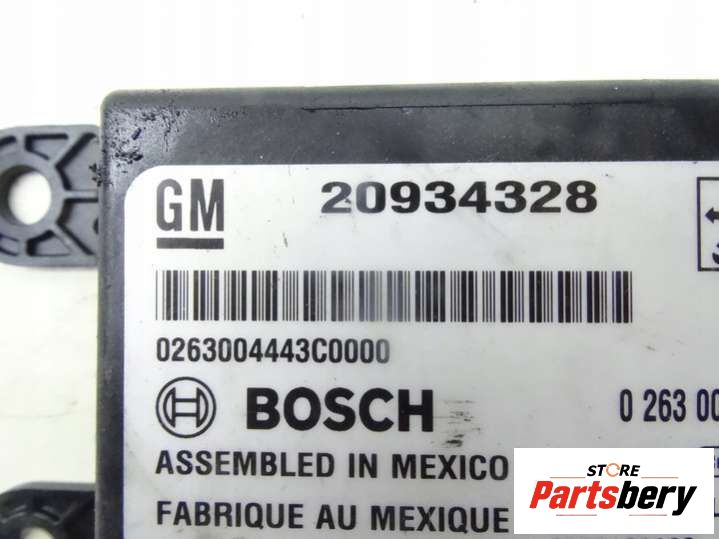 GM 20934328
0263004443C0000
BOSCH 0 263 00
ASSEMBLED IN MEXICO
FABRIQUE AU MEXIQUE
STORE
Partsbery